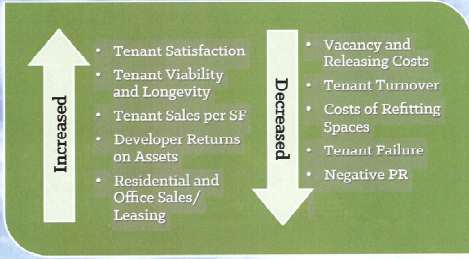 Increased
• Tenant Satisfaction
• Tenant Viability
and Longevity
• Tenant Sales per SF
• Developer Returns
on Assets
• Residential and
Office Sales/
Leasing
Decreased
• Vacancy and
Releasing Costs
• Tenant Turnover
• Costs of Refitting
Spaces
• Tenant Failure
• Negative PR